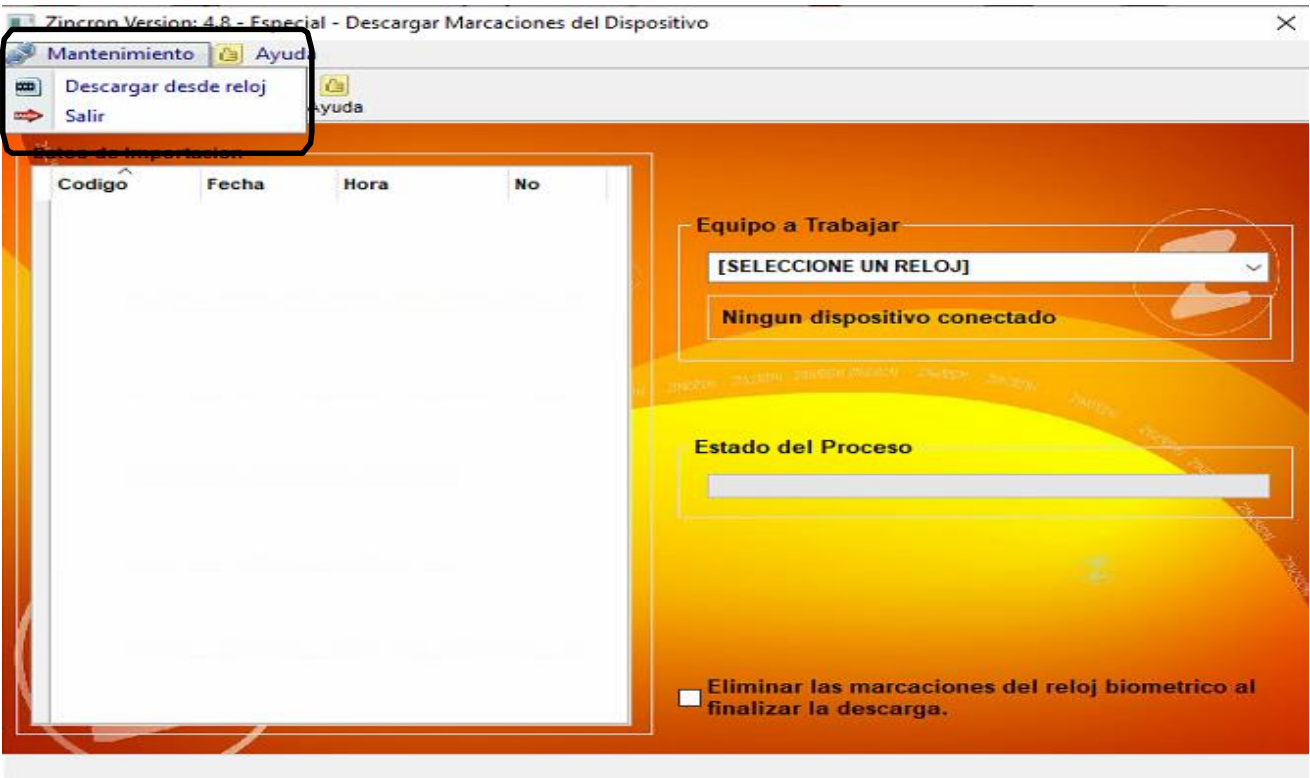 Zincron Version: 4.8 - Especial - Descargar Marcaciones del Dispositivo
Mantenimiento Ayuda
Descargar desde reloj
Salir
Ayuda
de Importacion
Codigo Fecha Hora No
Equipo a Trabajar
[SELECCIONE UN RELOJ]
Ningun dispositivo conectado
Estado del Proceso
Eliminar las marcaciones del reloj biometrico al
finalizar la descarga.